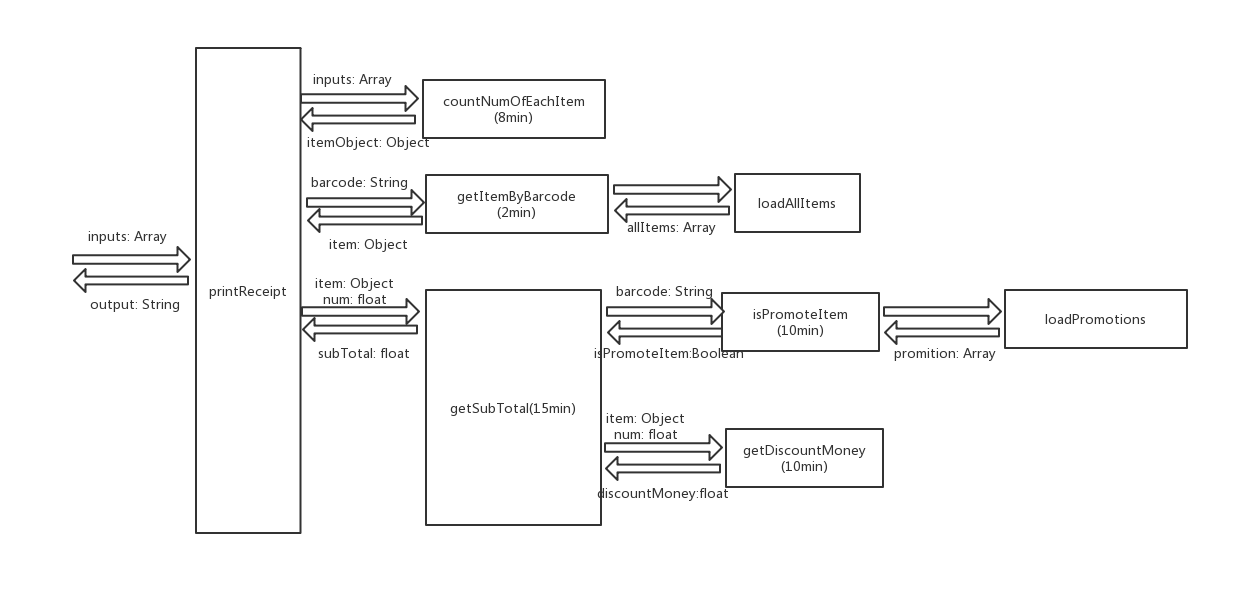 inputs: Array
output: String
printReceipt
inputs: Array
itemObject: Object
countNumOfEachItem
(8min)
barcode: String
item: Object
getItemByBarcode
(2min)
allItems: Array
loadAllItems
item: Object
num: float
subTotal: float
getSubTotal(15min)
barcode: String
isPromoteItem:Boolean
isPromoteItem
(10min)
promition: Array
loadPromotions
item: Object
num: float
discountMoney:float
getDiscountMoney
(10min)